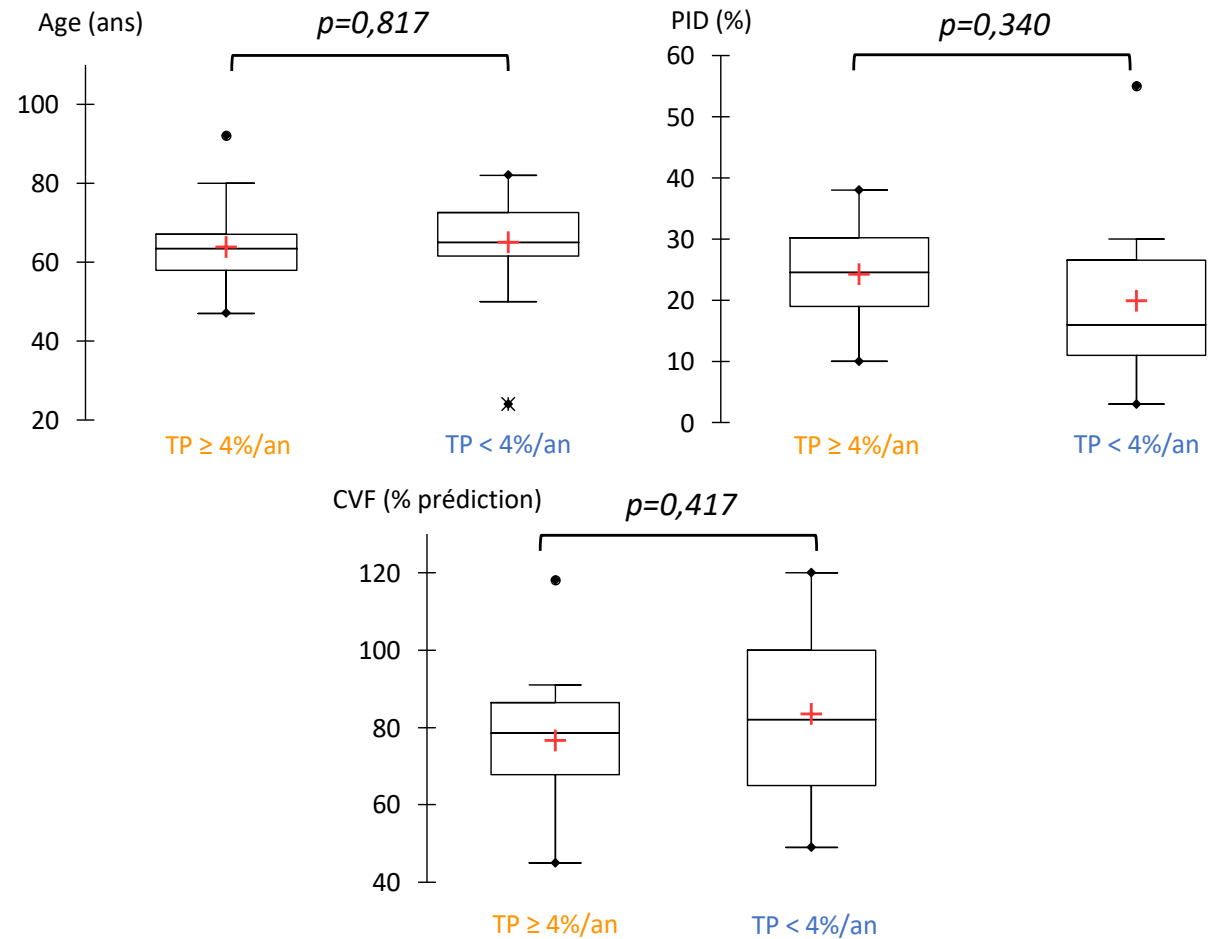 Age (ans)
p=0,817
100
80
60
40
20
TP ≥ 4%/an
TP < 4%/an
PID (%)
p=0,340
60
50
40
30
20
10
0
TP ≥ 4%/an
TP < 4%/an
CVF (% prédiction)
p=0,417
120
100
80
60
40
TP ≥ 4%/an
TP < 4%/an